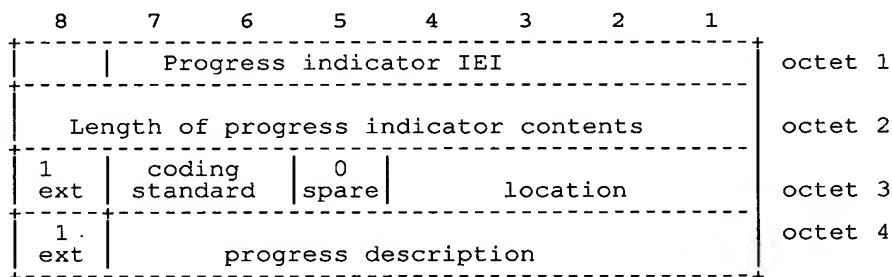 8 7 6 5 4 3 2 1
Progress indicator IEI octet 1
Length of progress indicator contents octet 2
1 coding 0
ext standard spare location octet 3
1 octet 4
ext progress description